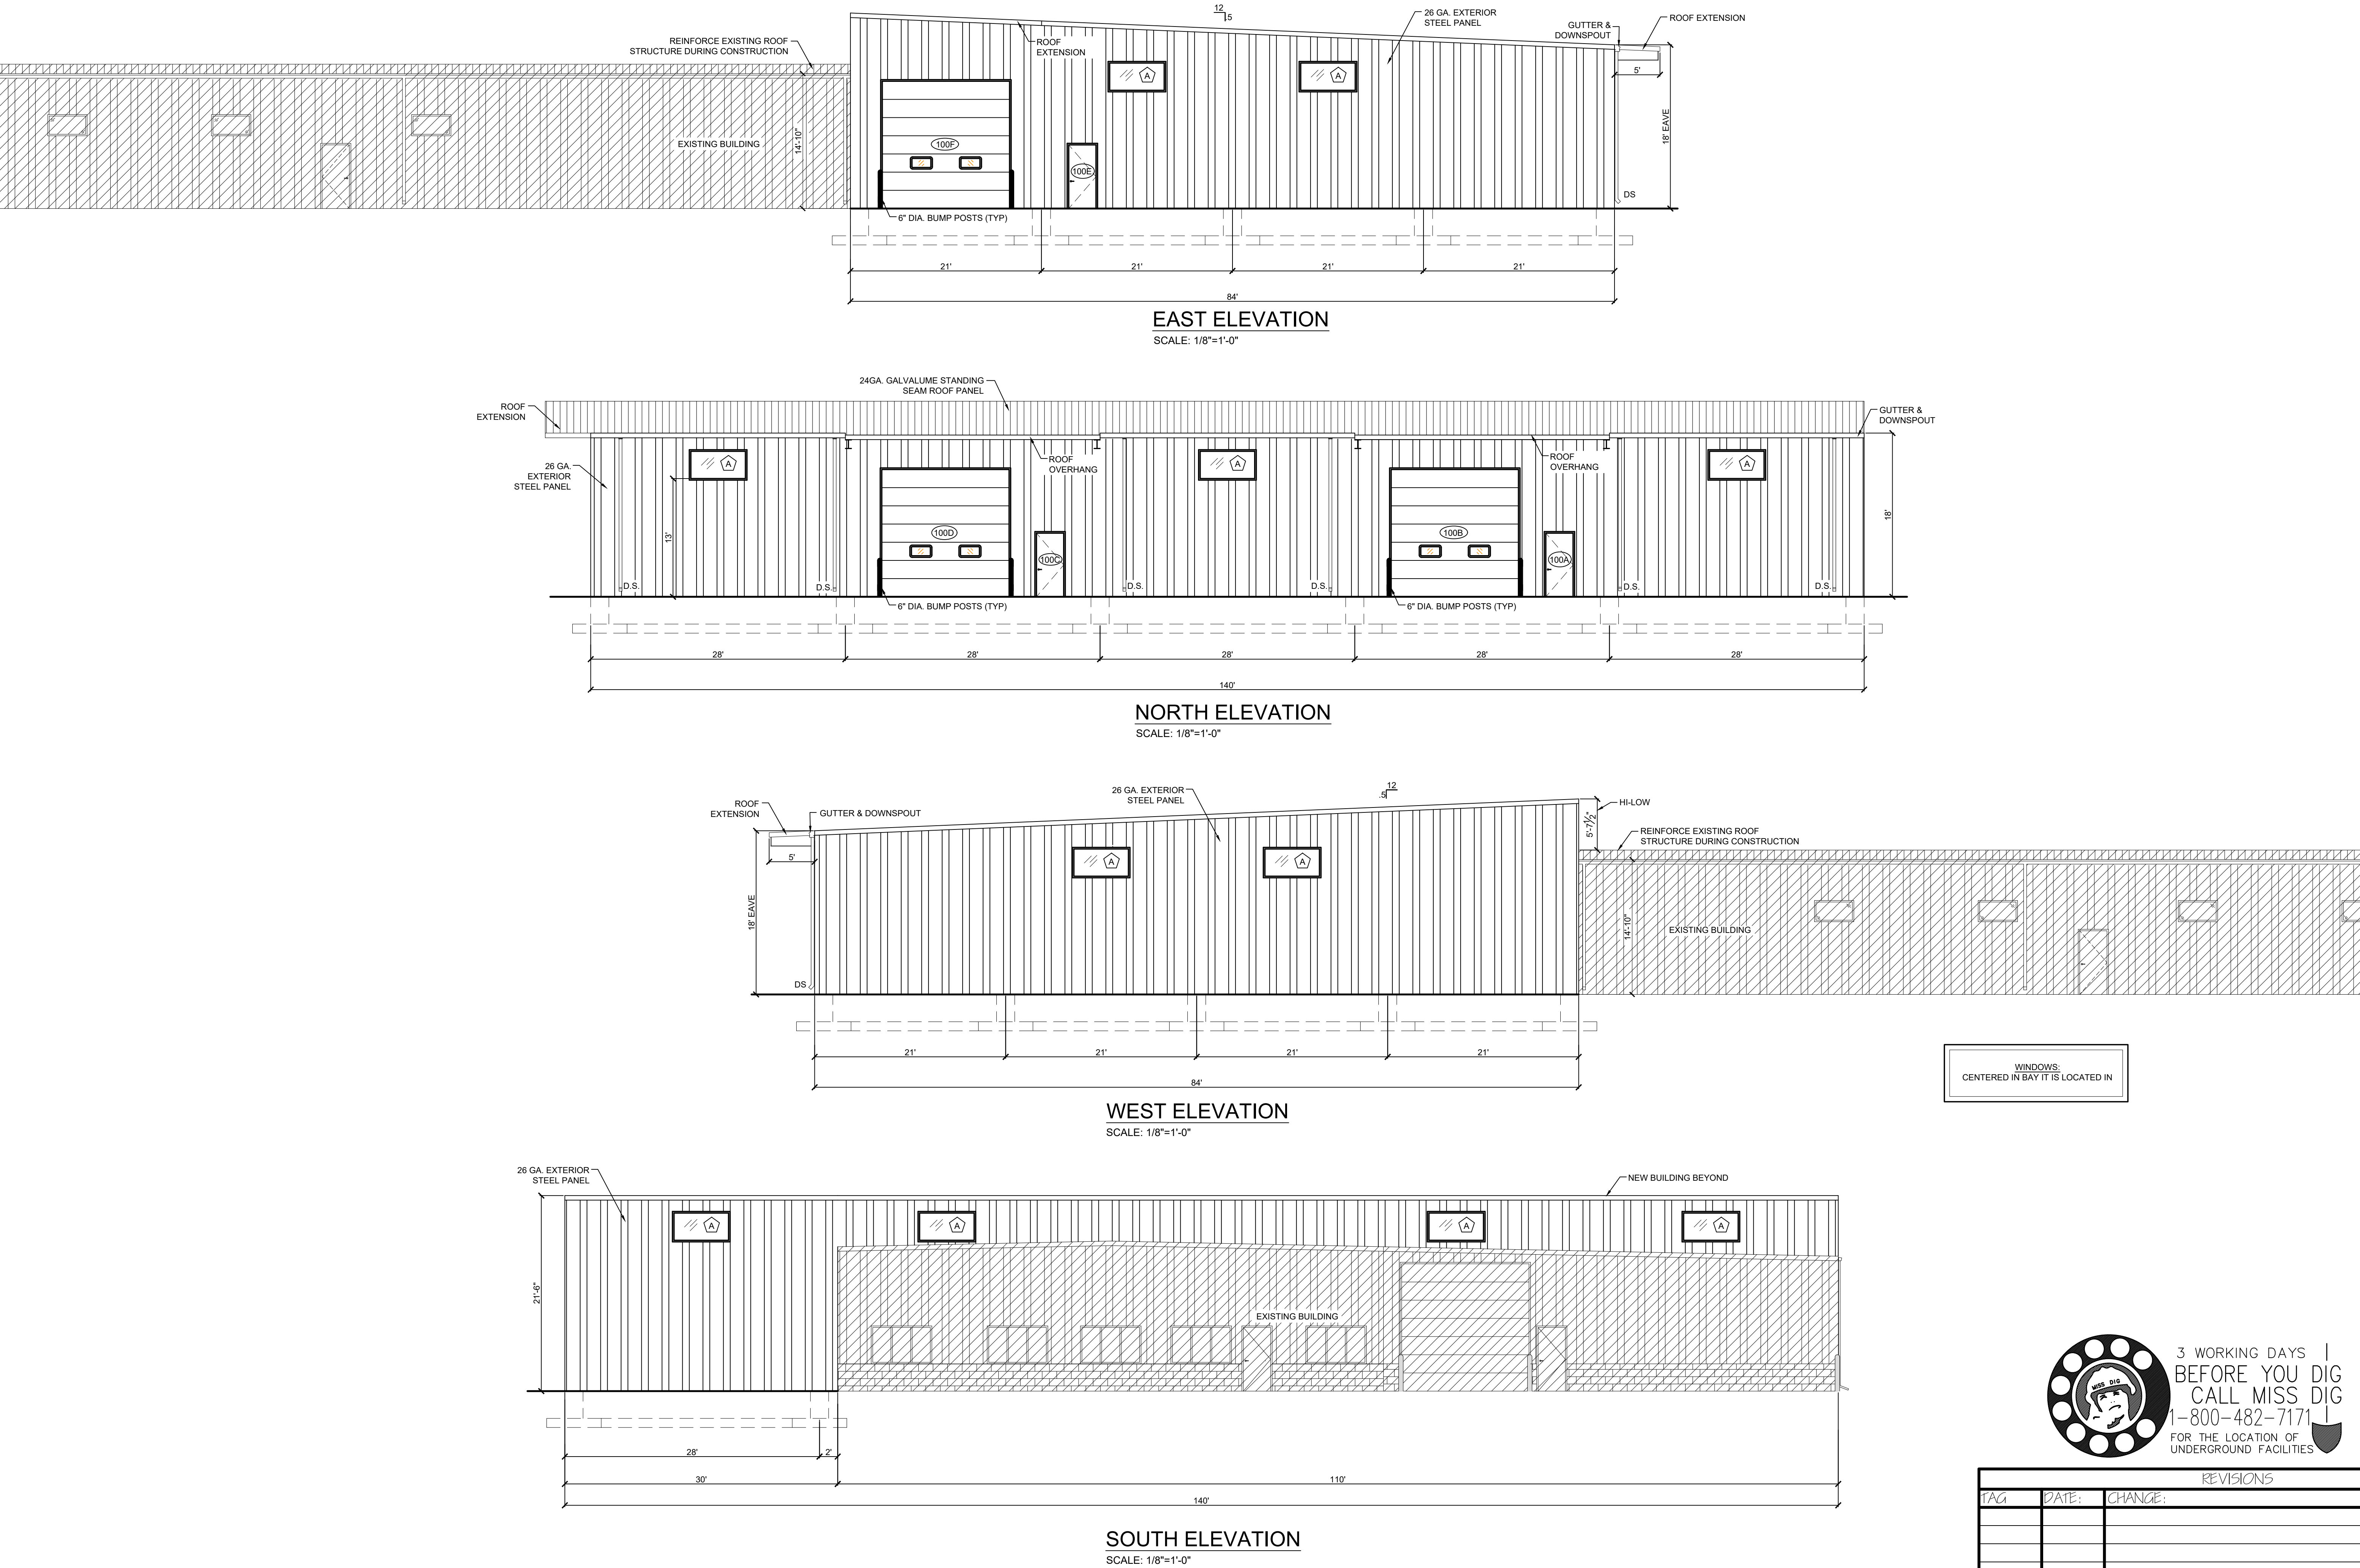 12
.5
26 GA. EXTERIOR
STEEL PANEL
GUTTER &
DOWNSPOUT
ROOF EXTENSION
REINFORCE EXISTING ROOF
STRUCTURE DURING CONSTRUCTION
ROOF
EXTENSION
A
A
5'
18' EAVE
14'-10"
EXISTING BUILDING
100F
100E
DS
6" DIA. BUMP POSTS (TYP)
21'
21'
21'
21'
84'
EAST ELEVATION
SCALE: 1/8"=1'-0"
24GA. GALVALUME STANDING
SEAM ROOF PANEL
ROOF
EXTENSION
GUTTER &
DOWNSPOUT
26 GA.
EXTERIOR
STEEL PANEL
A
ROOF
OVERHANG
A
ROOF
OVERHANG
A
13'
18'
100D
100C
100B
100A
D.S.
D.S.
D.S.
D.S.
D.S.
D.S.
6" DIA. BUMP POSTS (TYP)
6" DIA. BUMP POSTS (TYP)
28'
28'
28'
28'
28'
140'
NORTH ELEVATION
SCALE: 1/8"=1'-0"
12
.5
26 GA. EXTERIOR
STEEL PANEL
ROOF
EXTENSION
GUTTER & DOWNSPOUT
HI-LOW
5'-7 1/2"
REINFORCE EXISTING ROOF
STRUCTURE DURING CONSTRUCTION
5'
A
A
18' EAVE
14'-10"
EXISTING BUILDING
DS
21'
21'
21'
21'
84'
WEST ELEVATION
SCALE: 1/8"=1'-0"
WINDOWS:
CENTERED IN BAY IT IS LOCATED IN
26 GA. EXTERIOR
STEEL PANEL
NEW BUILDING BEYOND
A
A
A
A
21'-6"
EXISTING BUILDING
28'
2'
30'
110'
140'
SOUTH ELEVATION
SCALE: 1/8"=1'-0"
MISS DIG
3 WORKING DAYS
BEFORE YOU DIG
CALL MISS DIG
1-800-482-7171
FOR THE LOCATION OF
UNDERGROUND FACILITIES
REVISIONS
TAG DATE: CHANGE: